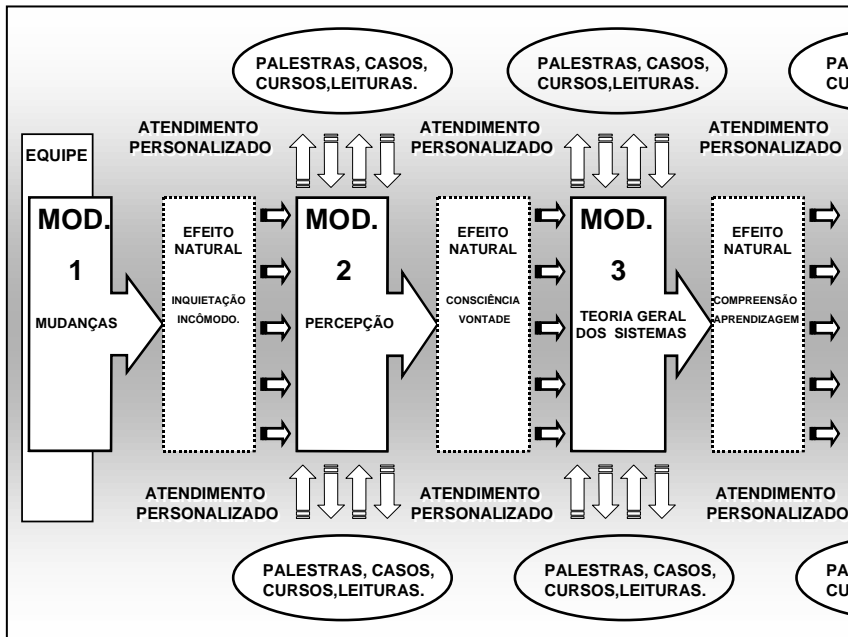 PALESTRAS, CASOS,
CURSOS,LEITURAS.
PALESTRAS, CASOS,
CURSOS,LEITURAS.
ATENDIMENTO
PERSONALIZADO
ATENDIMENTO
PERSONALIZADO
ATENDIMENTO
PERSONALIZADO
EQUIPE
MOD.
1
MUDANÇAS
EFEITO
NATURAL
INQUIETAÇÃO
INCÔMODO.
MOD.
2
PERCEPÇÃO
EFEITO
NATURAL
CONSCIÊNCIA
VONTADE
MOD.
3
TEORIA GERAL
DOS SISTEMAS
EFEITO
NATURAL
COMPREENSÃO
APRENDIZAGEM
ATENDIMENTO
PERSONALIZADO
ATENDIMENTO
PERSONALIZADO
ATENDIMENTO
PERSONALIZADO
PALESTRAS, CASOS,
CURSOS,LEITURAS.
PALESTRAS, CASOS,
CURSOS,LEITURAS.